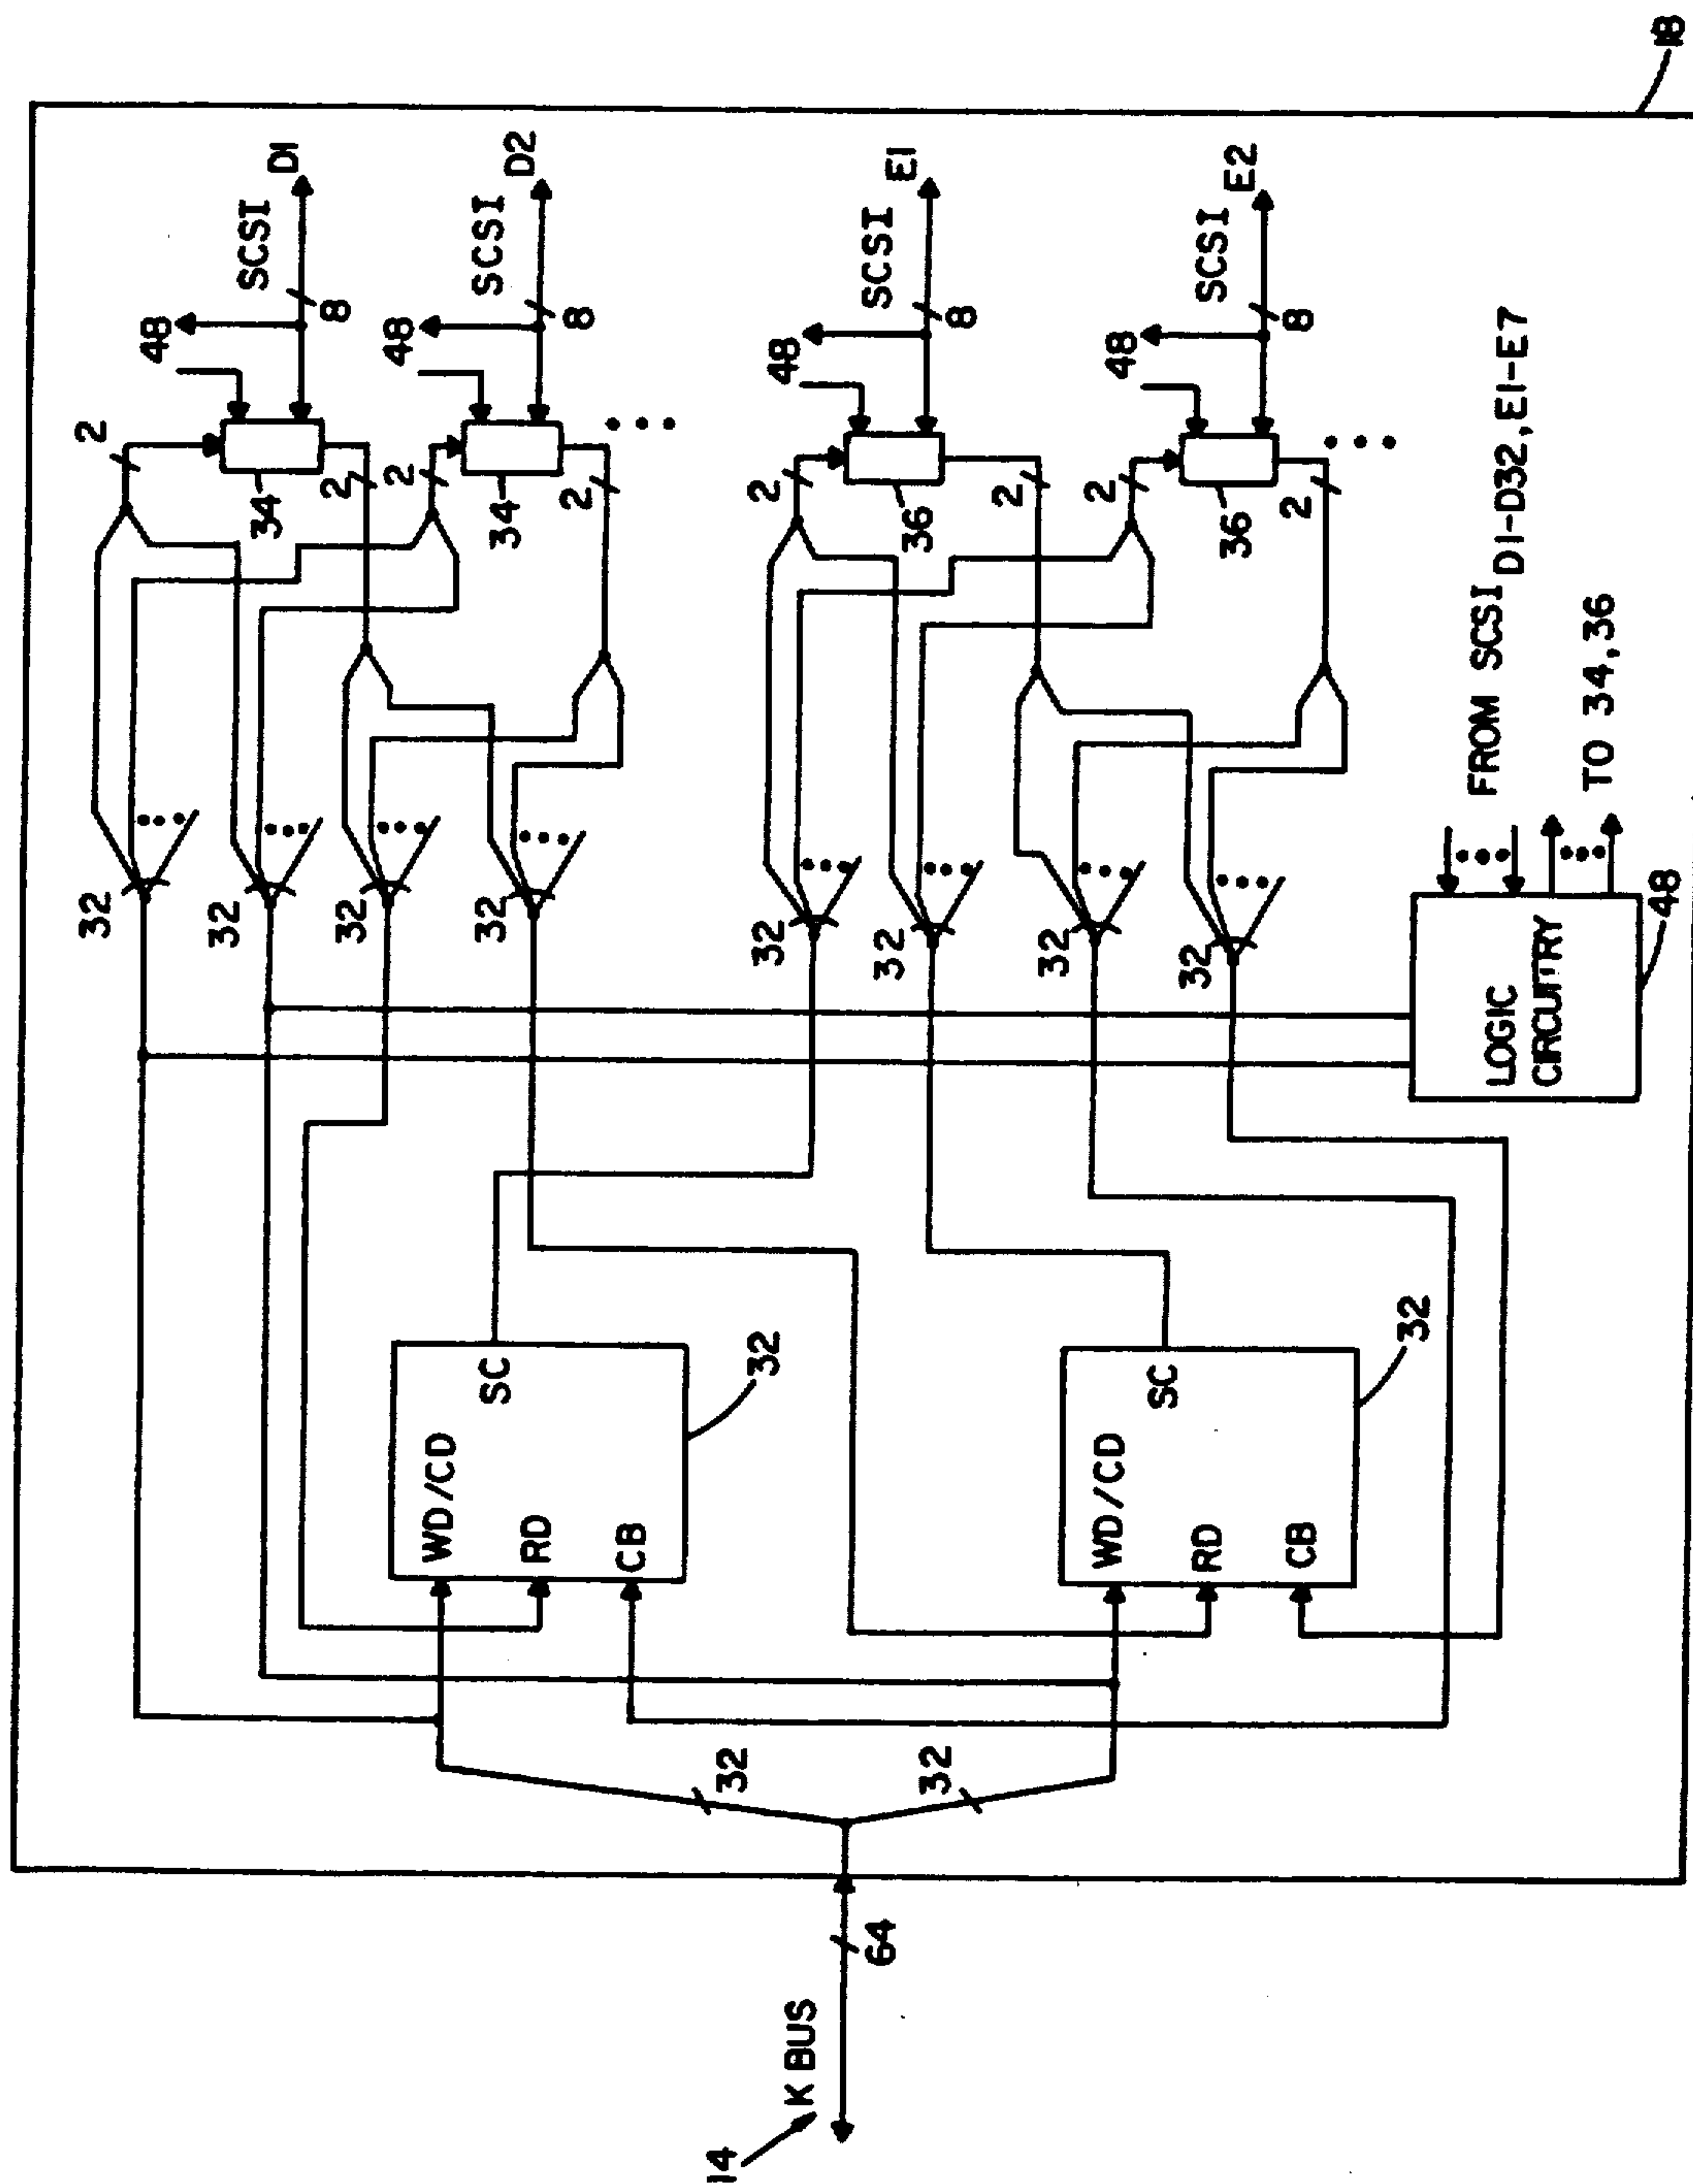 32
2
48
32
34
SCSI
D1
8
32
2
2
48
32
34
SCSI
D2
2
8
WD/CD
SC
RD
CB
32
32
14
K BUS
64
32
32
2
48
SCSI
E1
8
32
36
2
2
48
32
32
36
SCSI
E2
2
8
WD/CD
SC
RD
CB
32
LOGIC
CIRCUITRY
48
FROM SCSI D1-D32,E1-E7
TO 34,36
18